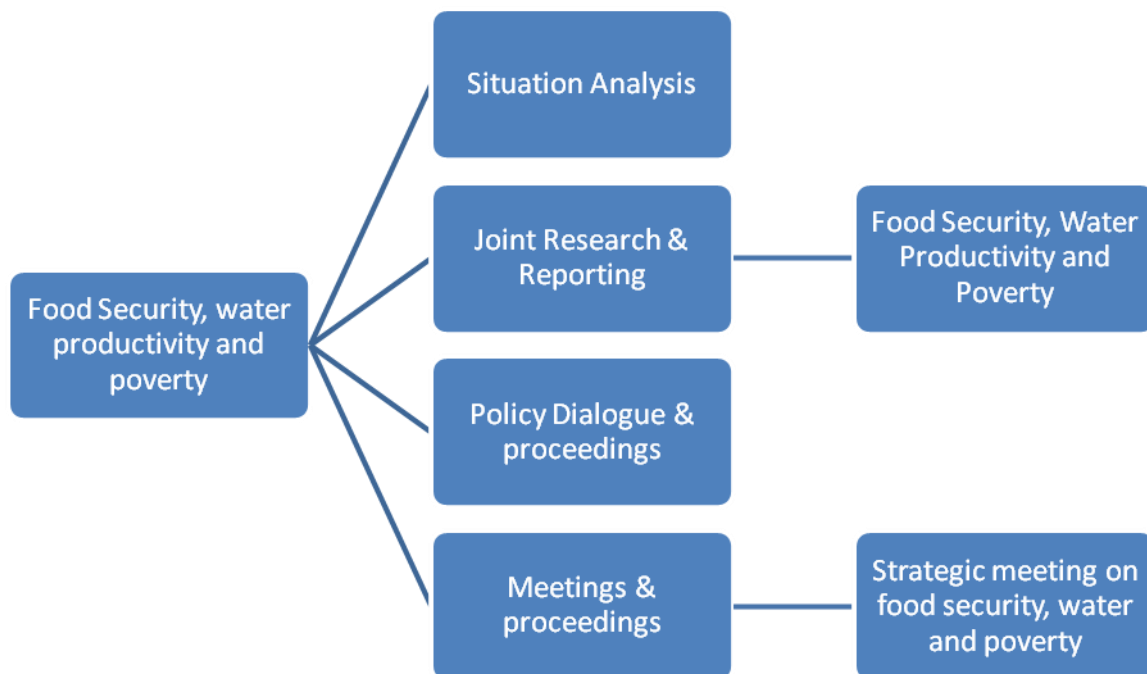 Situation Analysis
Joint Research &
Reporting
Food Security, Water
Productivity and
Poverty
Food Security, water
productivity and
poverty
Policy Dialogue &
proceedings
Meetings &
proceedings
Strategic meeting on
food security, water
and poverty